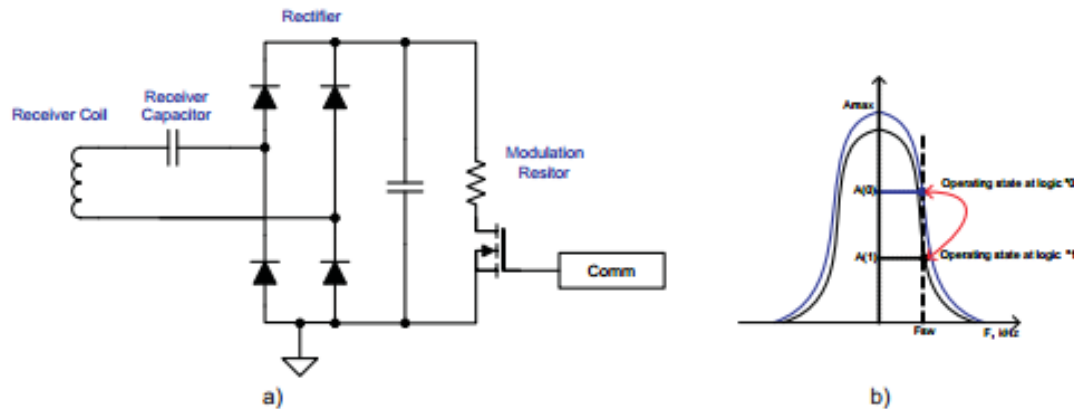 Rectifier
Receiver Coil
Receiver
Capacitor
Modulation
Resitor
Comm
a)
Amax
A(0)
Operating state at logic "0
A(1)
Operating state at logic "1
Fsw
F, kHz
b)